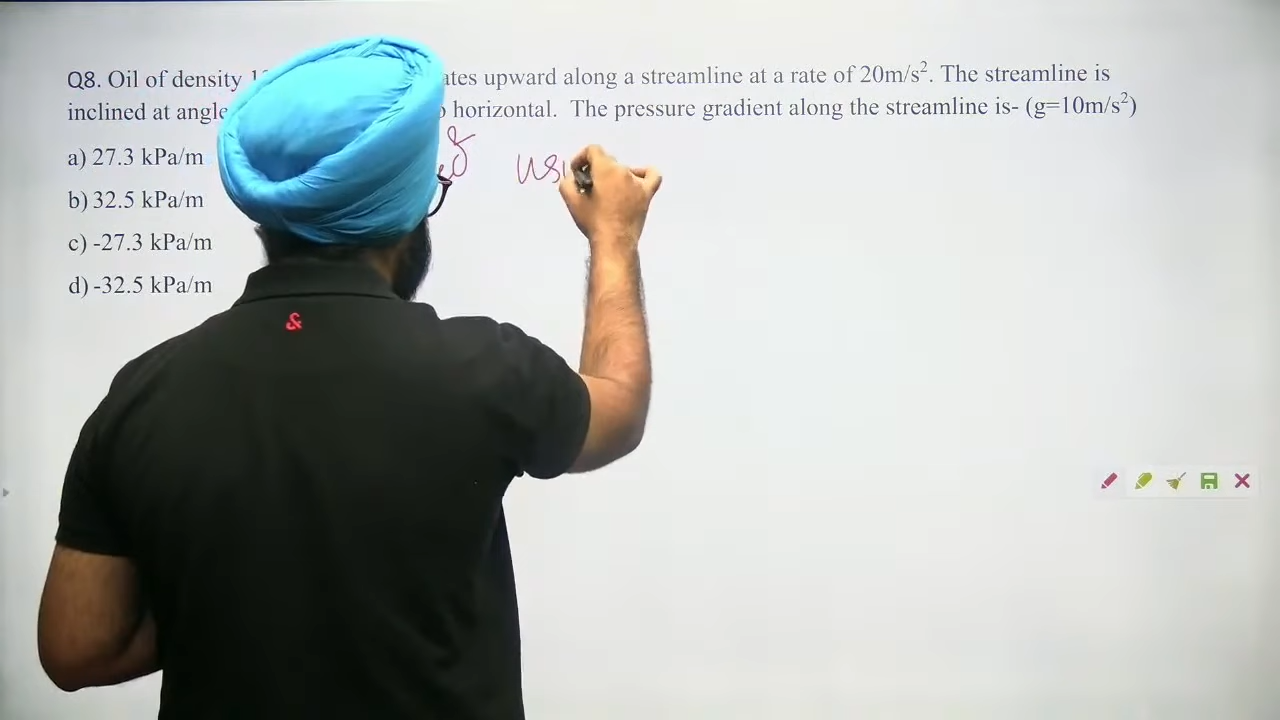 Q8. Oil of density upward along a streamline at a rate of 20m/s². The streamline is
inclined at horizontal. The pressure gradient along the streamline is- (g=10m/s²)
a) 27.3 kPa/m
b) 32.5 kPa/m
c) -27.3 kPa/m
d) -32.5 kPa/m